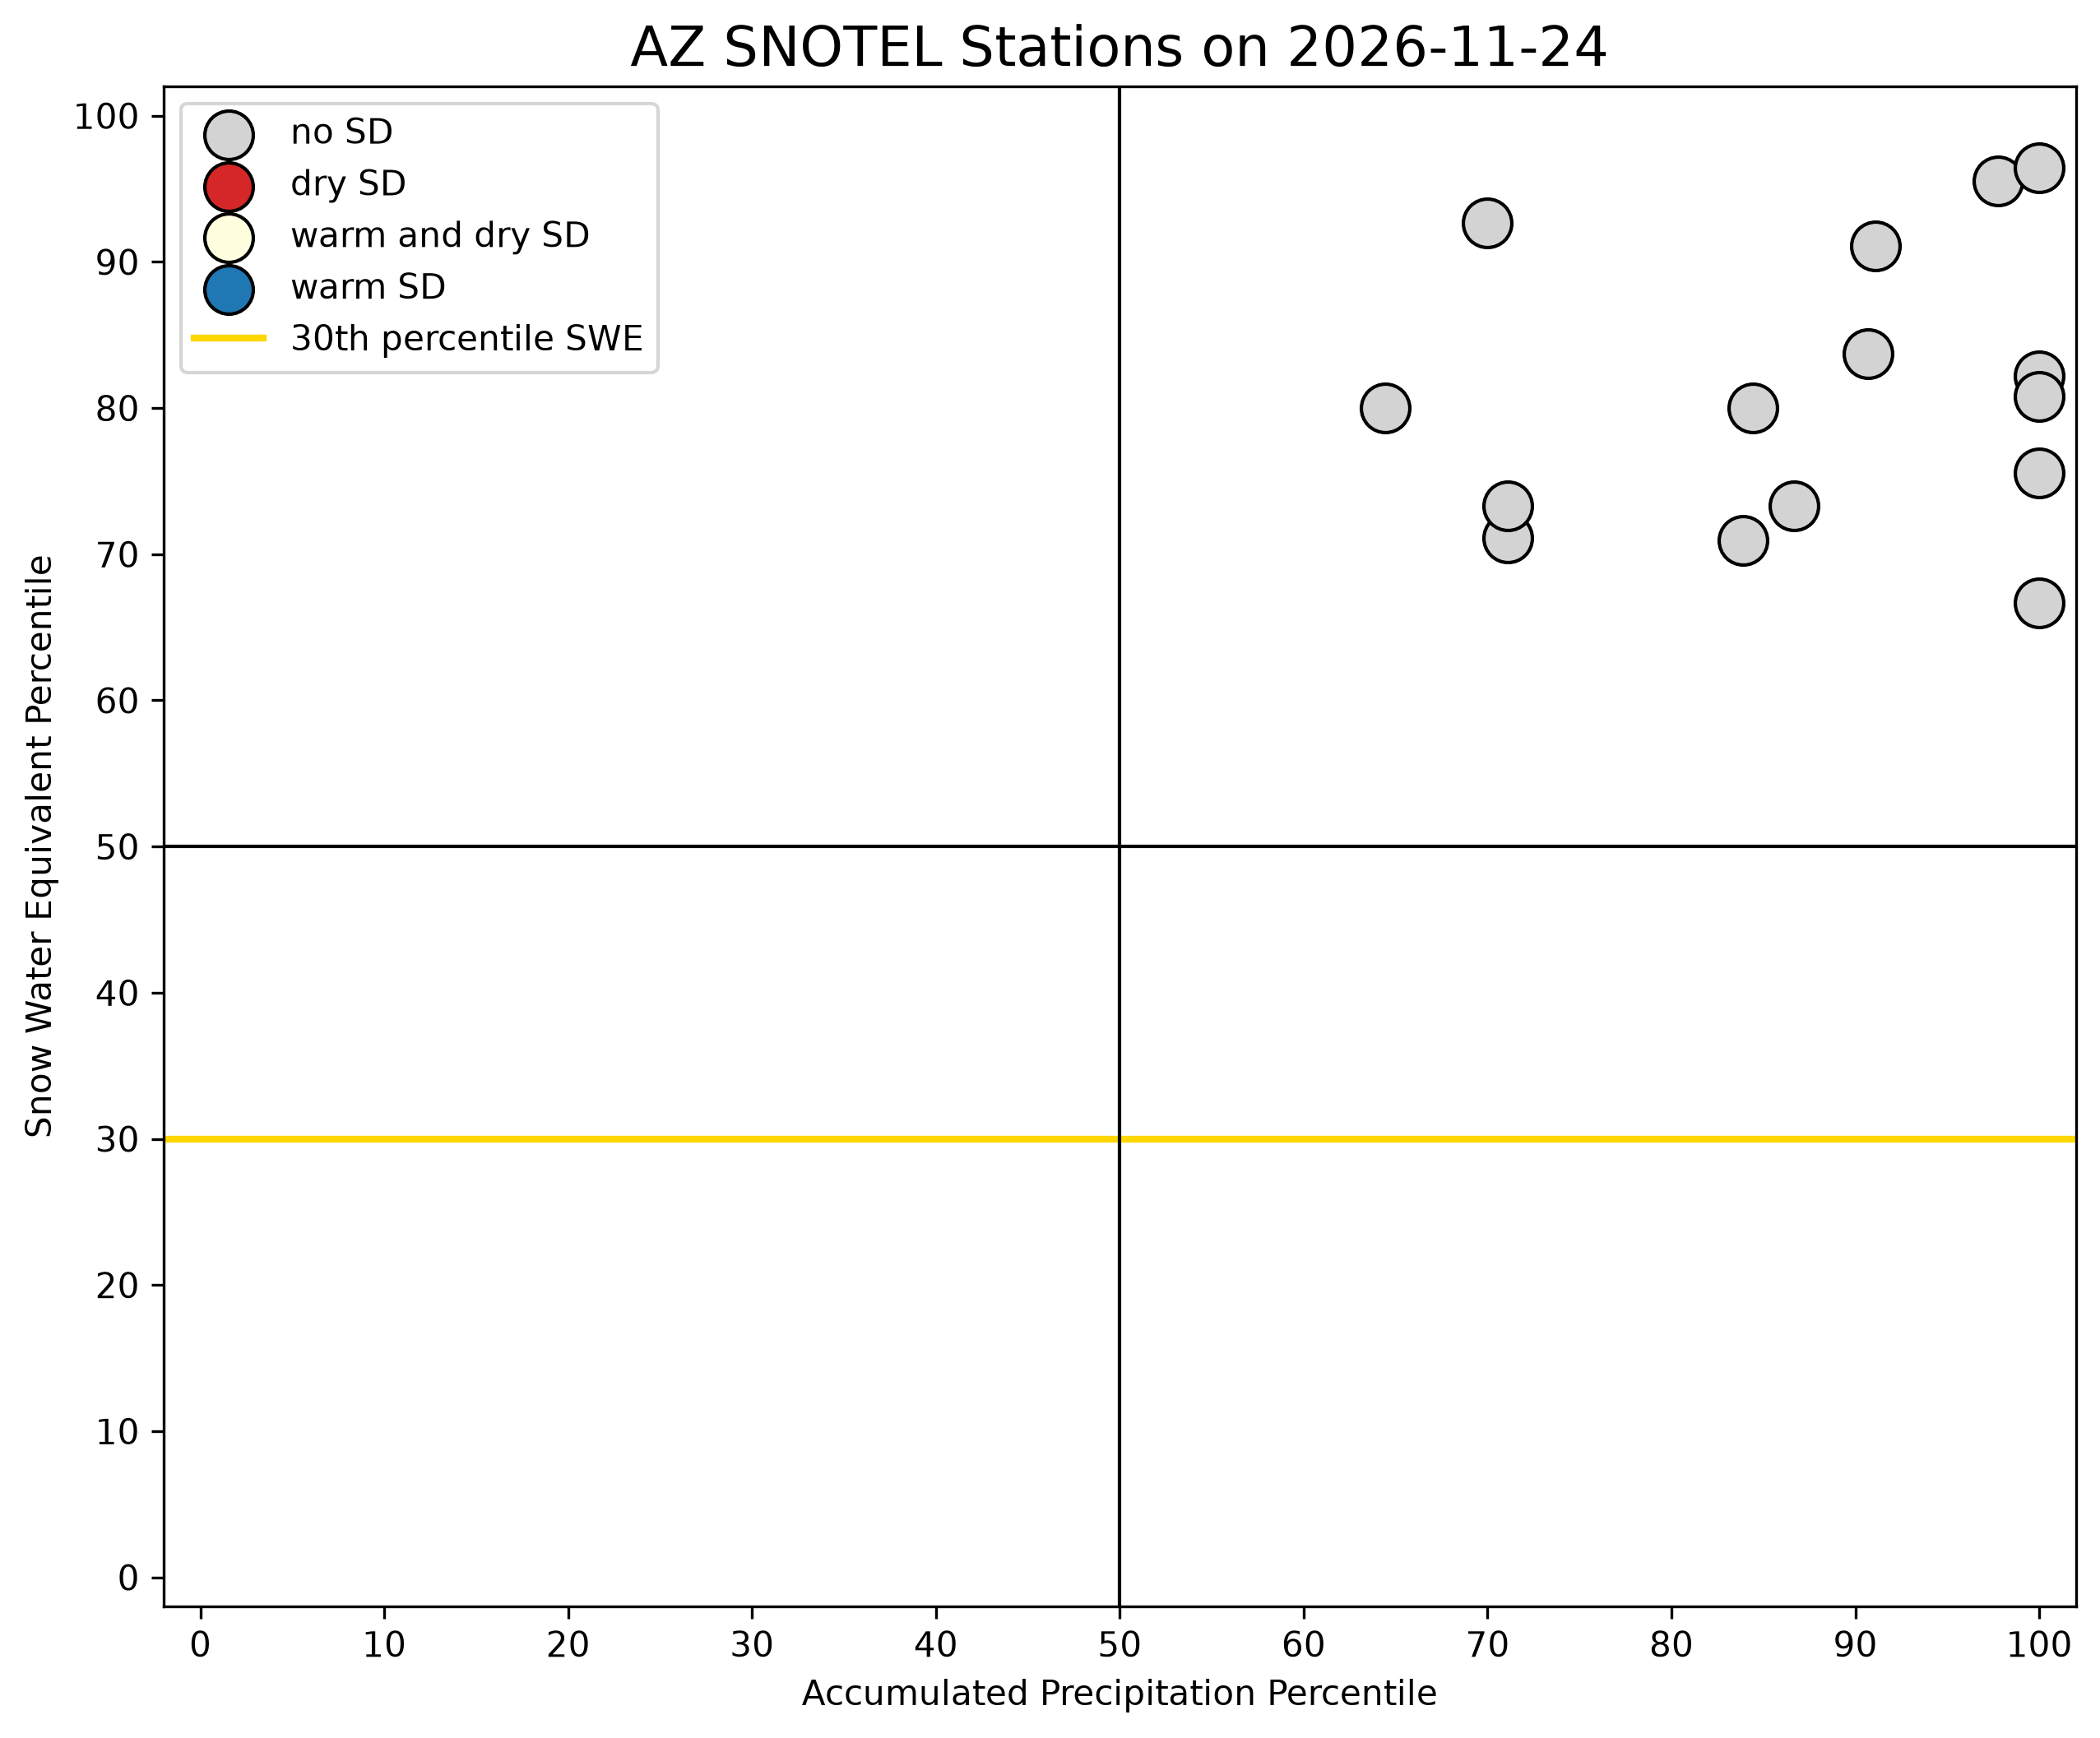 AZ SNOTEL Stations on 2026-11-24
no SD
dry SD
warm and dry SD
warm SD
30th percentile SWE
100
90
80
70
60
50
40
30
20
10
0
Snow Water Equivalent Percentile
0 10 20 30 40 50 60 70 80 90 100
Accumulated Precipitation Percentile